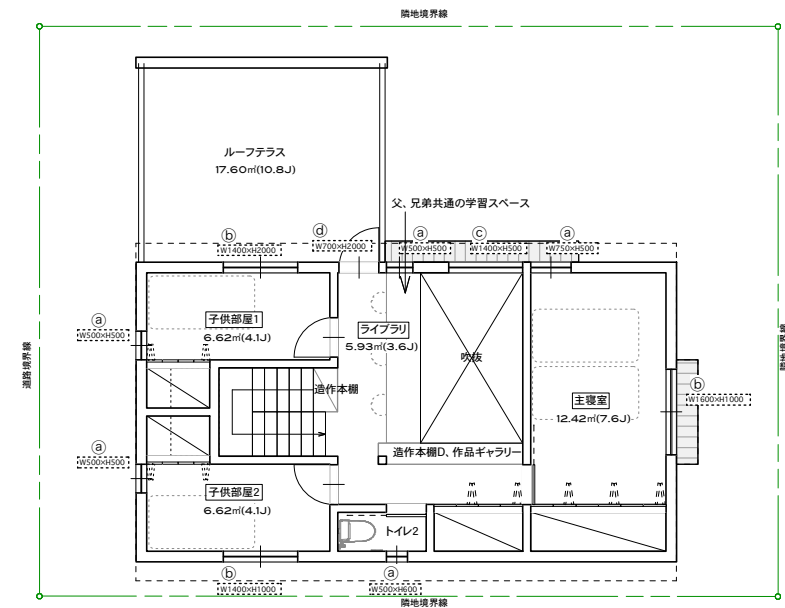 隣地境界線
ルーフテラス
17.60㎡(10.8J)
父、兄弟共通の学習スペース
ⓑ
W1400×H2000
ⓓ
W700×H2000
ⓐ
W500×H500
ⓒ
W1400×H500
ⓐ
W750×H500
道路境界線
隣地境界線
ⓐ
W500×H500
子供部屋1
6.62㎡(4.1J)
ライブラリ
5.93㎡(3.6J)
吹抜
造作本棚
主寝室
12.42㎡(7.6J)
ⓑ
W1600×H1000
造作本棚D、作品ギャラリー
ⓐ
W500×H500
子供部屋2
6.62㎡(4.1J)
トイレ2
ⓑ
W1400×H1000
ⓐ
W500×H600
隣地境界線